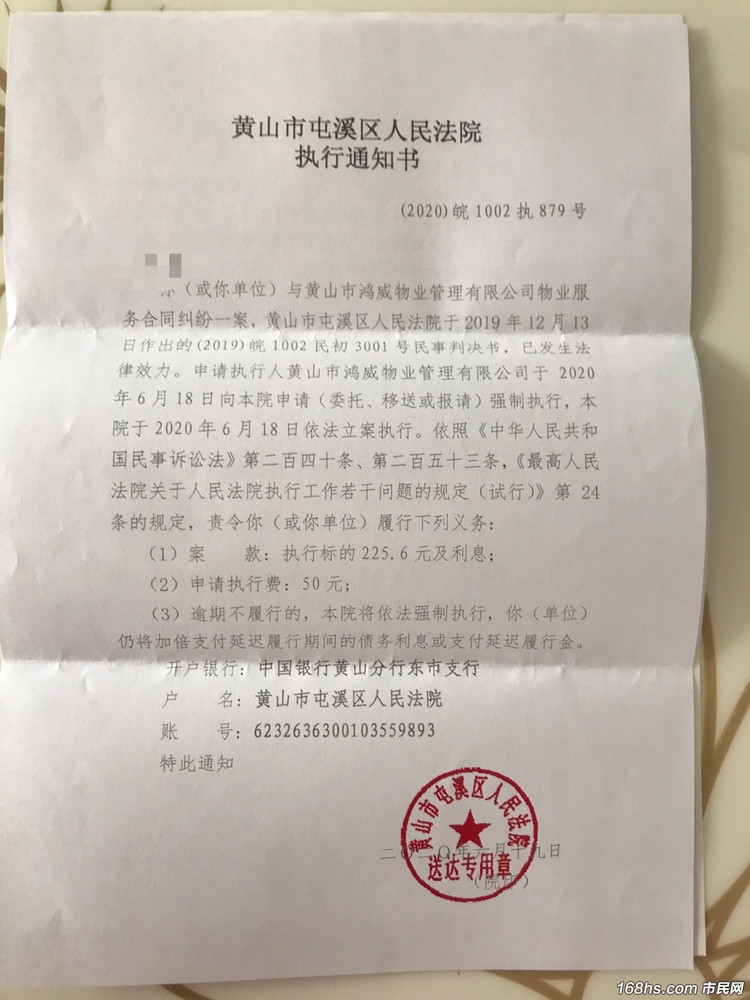 黄山市屯溪区人民法院
执行通知书
(2020)皖1002执879号
你（或你单位）与黄山市鸿威物业管理有限公司物业服
务合同纠纷一案，黄山市屯溪区人民法院于2019年12月13
日作出的(2019)皖1002民初3001号民事判决书，已发生法
律效力。申请执行人黄山市鸿威物业管理有限公司于 2020
年6月18日向本院申请（委托、移送或报请）强制执行，本
院于2020年6月18日依法立案执行。依照《中华人民共和
国民事诉讼法》第二百四十条、第二百五十三条，《最高人民
法院关于人民法院执行工作若干问题的规定（试行）》第 24
条的规定，责令你（或你单位）履行下列义务：
（1）案　　款：执行标的225.6元及利息；
（2）申请执行费：50元；
（3）逾期不履行的，本院将依法强制执行，你（单位）
仍将加倍支付延迟履行期间的债务利息或支付延迟履行金。
开户银行：中国银行黄山分行东市支行
户　　名：黄山市屯溪区人民法院
账　　号：6232636300103559893
特此通知
黄山市屯溪区人民法院
送达专用章
二〇二〇年六月十九日
（院印）
168hs.com 市民网